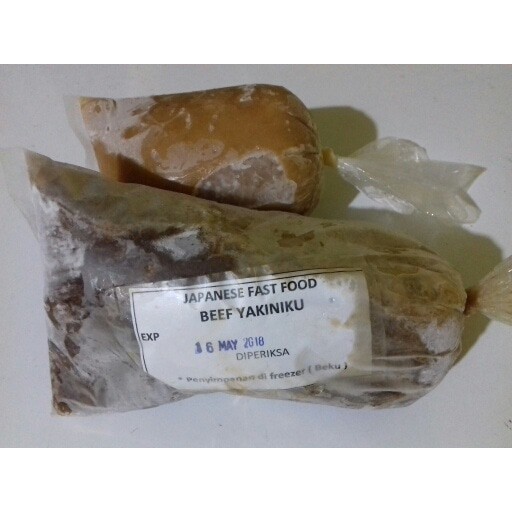 JAPANESE FAST FOOD
BEEF YAKINIKU
EXP 16 MAY 2018
DIPERIKSA
* Penyimpanan di freezer ( Beku )